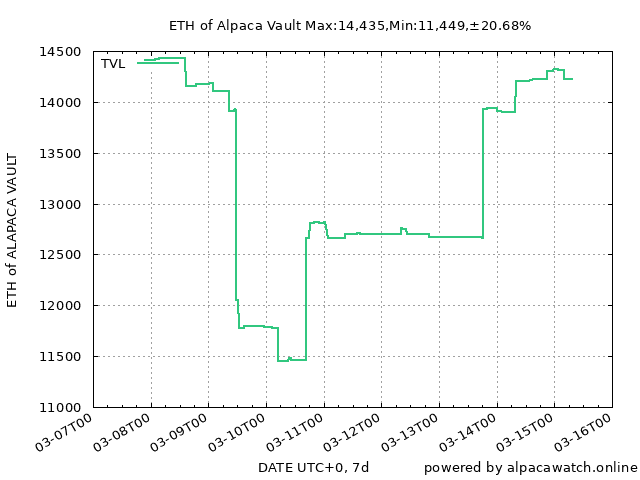 ETH of Alpaca Vault Max:14,435,Min:11,449,±20.68%
TVL
14500
14000
13500
13000
12500
12000
11500
11000
ETH of ALAPACA VAULT
03-07T00
03-08T00
03-09T00
03-10T00
03-11T00
03-12T00
03-13T00
03-14T00
03-15T00
03-16T00
DATE UTC+0, 7d
powered by alpacawatch.online